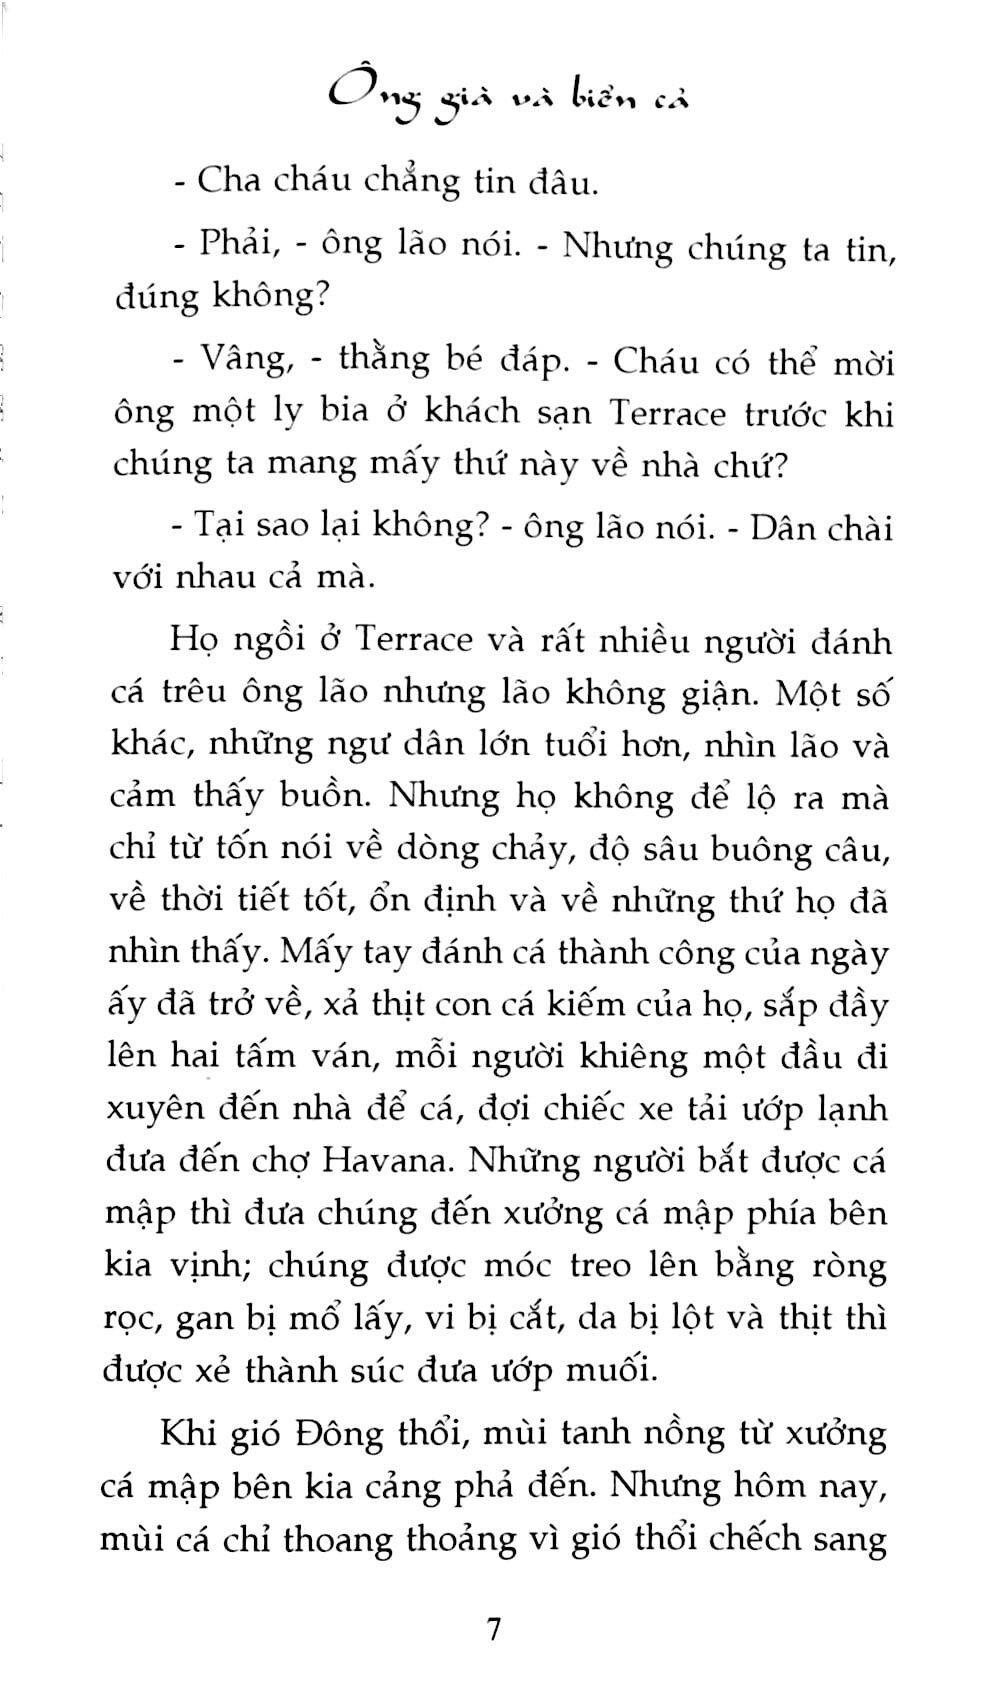 Ông già và biển cả
- Cha cháu chẳng tin đâu.
- Phải, - ông lão nói. - Nhưng chúng ta tin,
đúng không?
- Vâng, - thằng bé đáp. - Cháu có thể mời
ông một ly bia ở khách sạn Terrace trước khi
chúng ta mang mấy thứ này về nhà chứ?
- Tại sao lại không? - ông lão nói. - Dân chài
với nhau cả mà.
Họ ngồi ở Terrace và rất nhiều người đánh
cá trêu ông lão nhưng lão không giận. Một số
khác, những ngư dân lớn tuổi hơn, nhìn lão và
cảm thấy buồn. Nhưng họ không để lộ ra mà
chỉ từ tốn nói về dòng chảy, độ sâu buông câu,
về thời tiết tốt, ổn định và về những thứ họ đã
nhìn thấy. Mấy tay đánh cá thành công của ngày
ấy đã trở về, xả thịt con cá kiếm của họ, sắp đầy
lên hai tấm ván, mỗi người khiêng một đầu đi
xuyên đến nhà để cá, đợi chiếc xe tải ướp lạnh
đưa đến chợ Havana. Những người bắt được cá
mập thì đưa chúng đến xưởng cá mập phía bên
kia vịnh; chúng được móc treo lên bằng ròng
rọc, gan bị mổ lấy, vi bị cắt, da bị lột và thịt thì
được xẻ thành súc đưa ướp muối.
Khi gió Đông thổi, mùi tanh nồng từ xưởng
cá mập bên kia cảng phả đến. Nhưng hôm nay,
mùi cá chỉ thoang thoảng vì gió thổi chếch sang
7